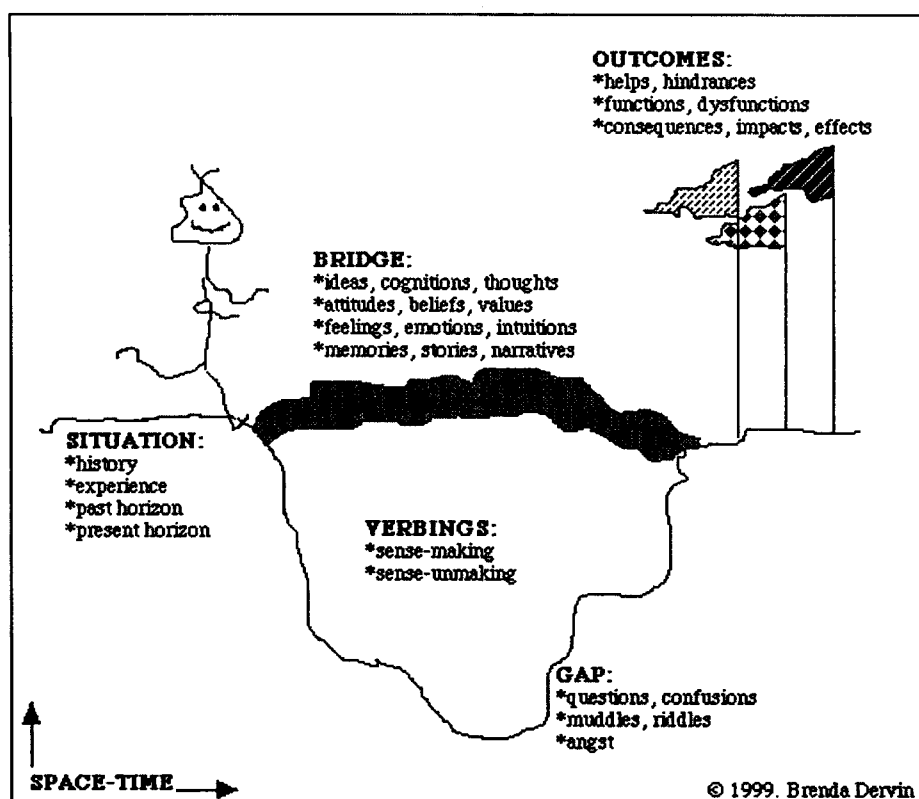 OUTCOMES:
*helps, hindrances
*functions, dysfunctions
*consequences, impacts, effects
BRIDGE:
*ideas, cognitions, thoughts
*attitudes, beliefs, values
*feelings, emotions, intuitions
*memories, stories, narratives
SITUATION:
*history
*experience
*past horizon
*present horizon
VERBINGS:
*sense-making
*sense-unmaking
GAP:
*questions, confusions
*muddles, riddles
*angst
SPACE-TIME
© 1999. Brenda Dervin